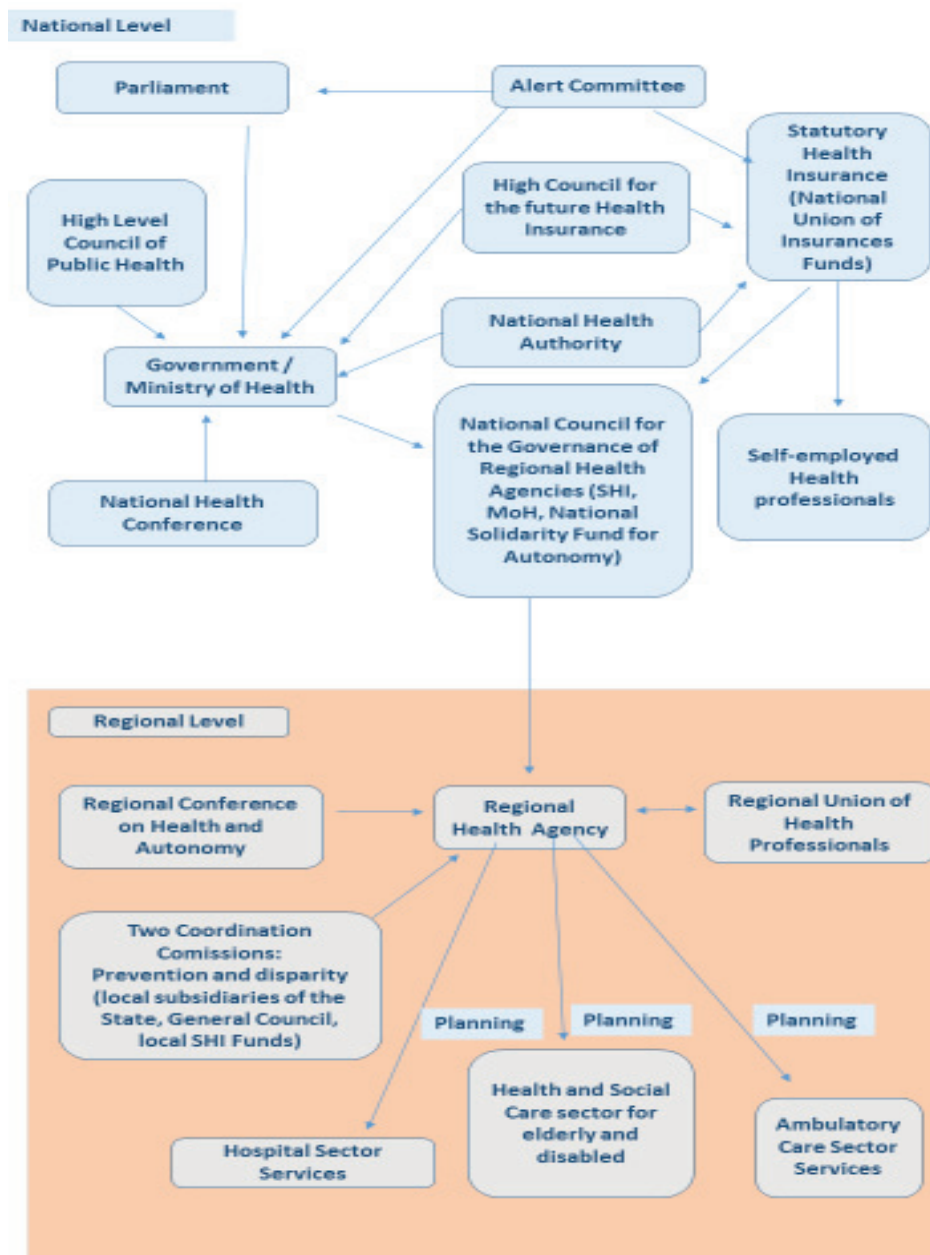 National Level
Parliament
Alert Committee
Statutory
Health
Insurance
(National
Union of
Insurances
Funds)
High Level
Council of
Public Health
High Council for
the future Health
Insurance
National Health
Authority
Government /
Ministry of Health
National Council for
the Governance of
Regional Health
Agencies (SHI,
MoH, National
Solidarity Fund for
Autonomy)
Self-employed
Health
professionals
National Health
Conference
Regional Level
Regional Conference
on Health and
Autonomy
Regional
Health Agency
Regional Union of
Health
Professionals
Two Coordination
Comissions:
Prevention and disparity
(local subsidiaries of the
State, General Council,
local SHI Funds)
Planning
Planning
Planning
Hospital Sector
Services
Health and Social
Care sector for
elderly and
disabled
Ambulatory
Care Sector
Services